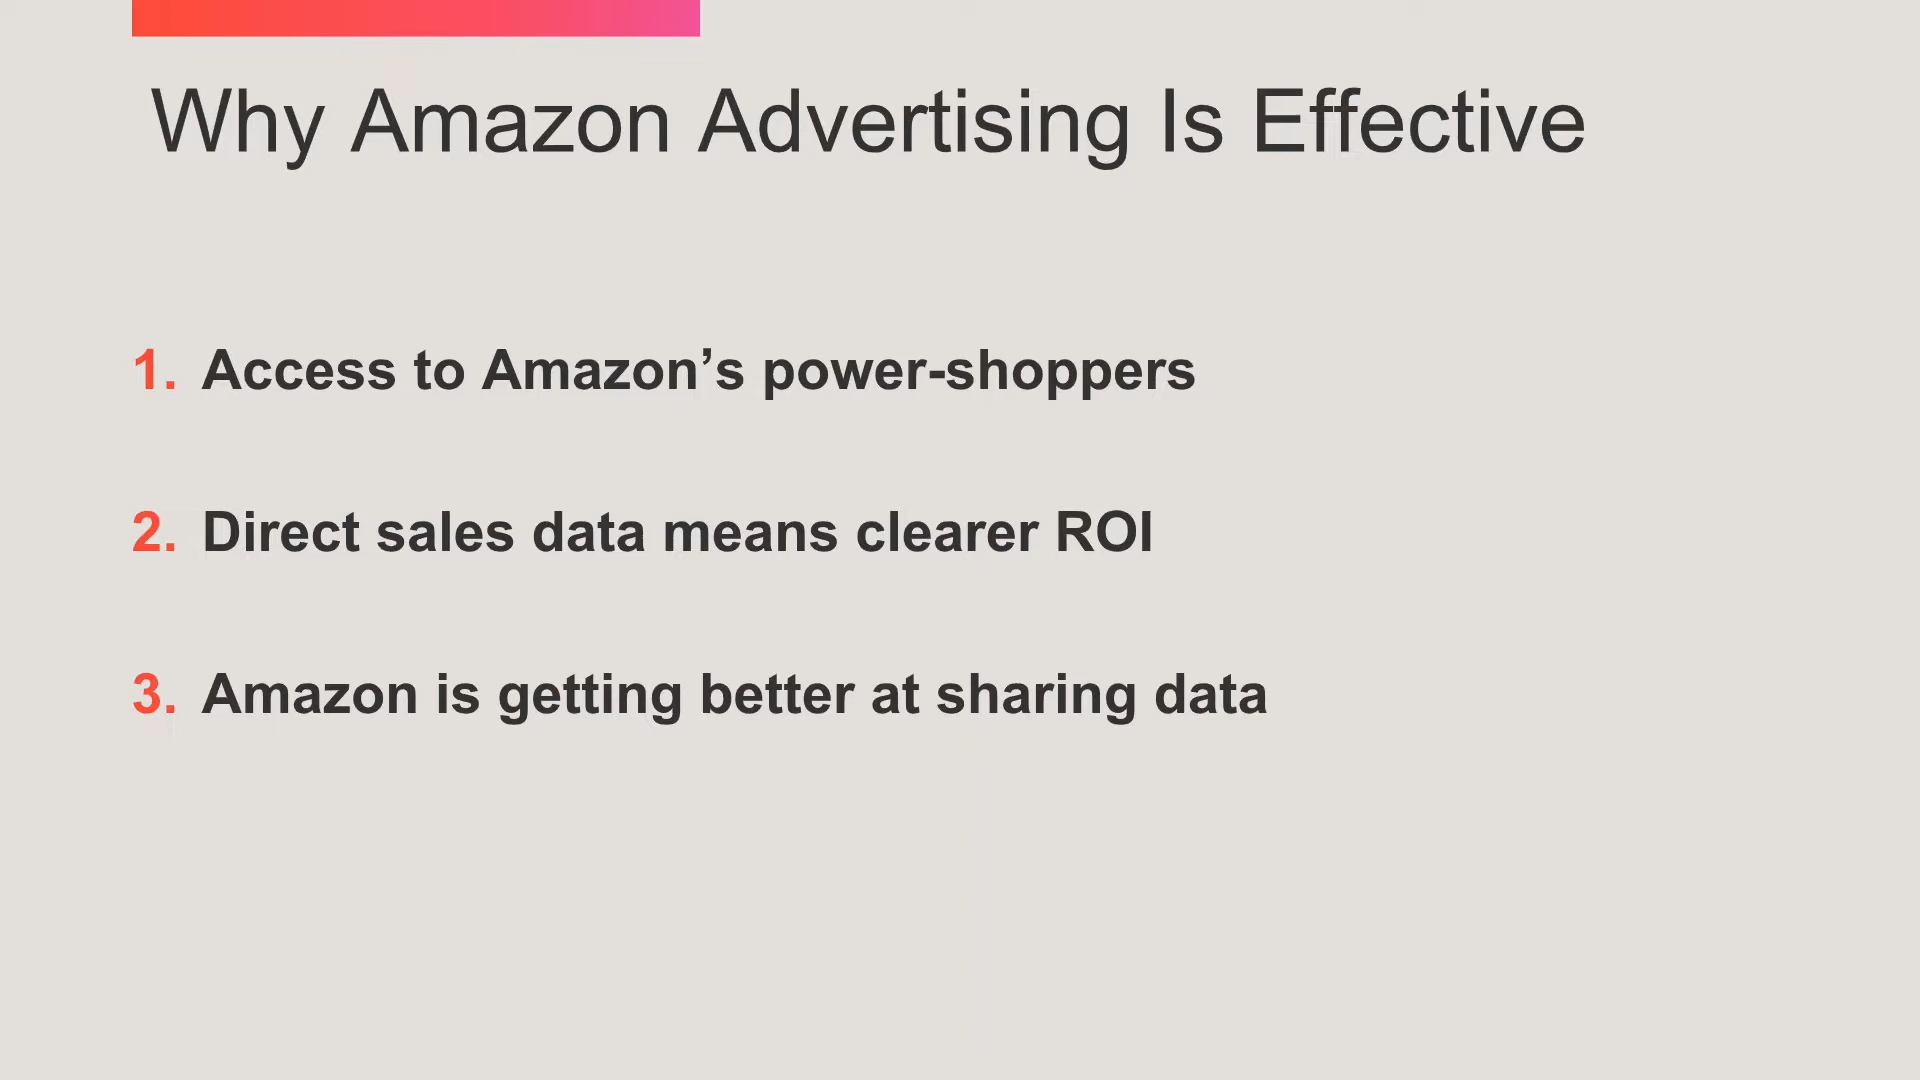 Why Amazon Advertising Is Effective
1. Access to Amazon’s power-shoppers
2. Direct sales data means clearer ROI
3. Amazon is getting better at sharing data